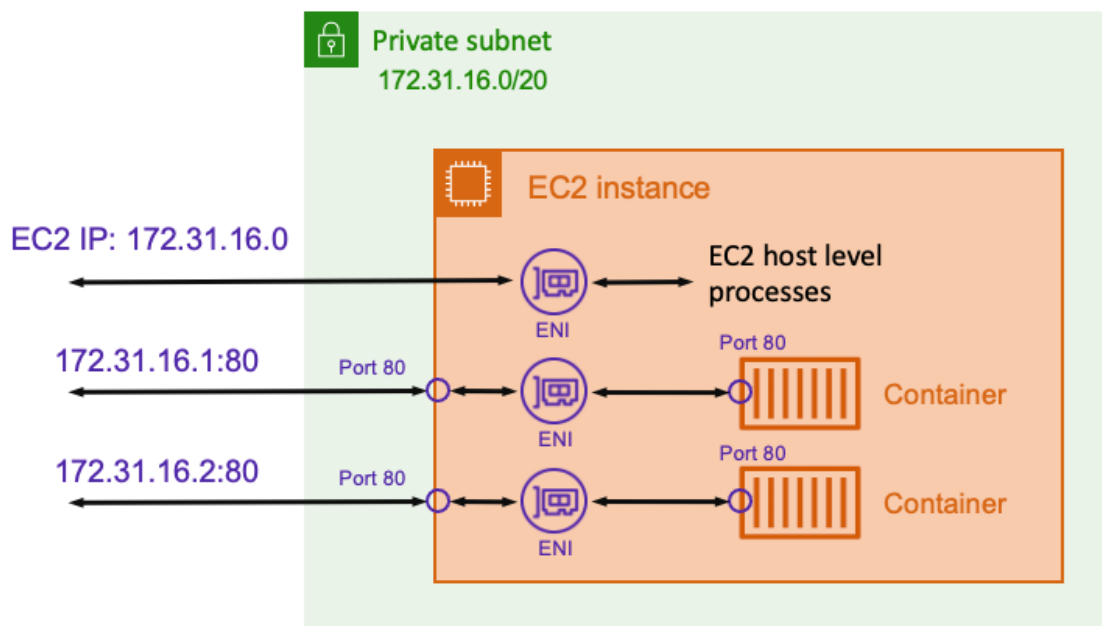 Private subnet
172.31.16.0/20
EC2 instance
EC2 IP: 172.31.16.0
EC2 host level
processes
ENI
172.31.16.1:80
Port 80
Port 80
Container
ENI
172.31.16.2:80
Port 80
Port 80
Container
ENI